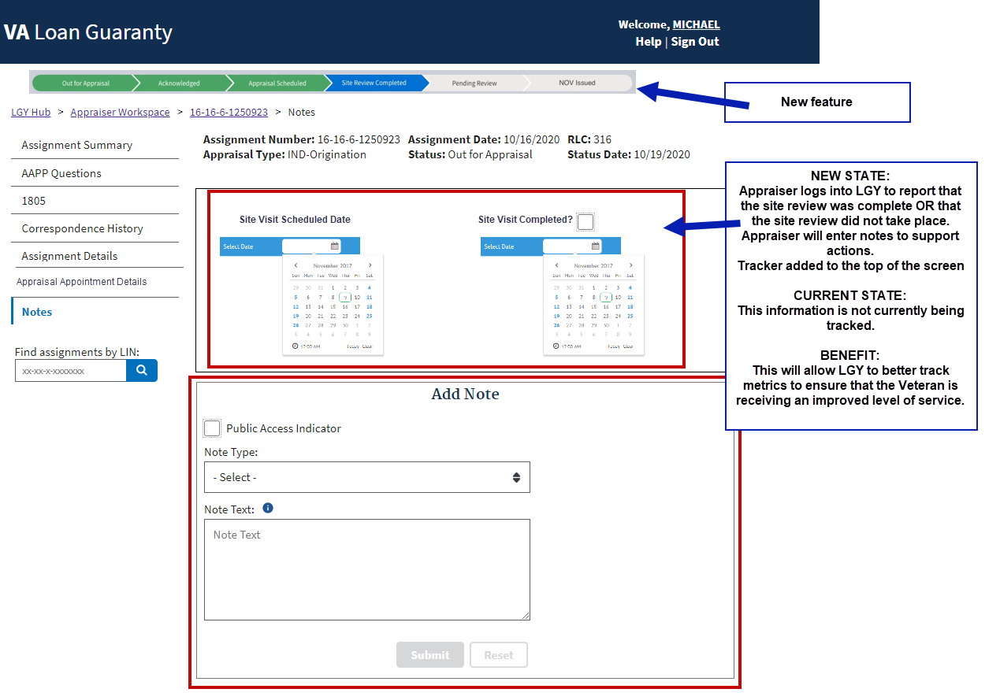 VA Loan Guaranty
Welcome, MICHAEL
Help | Sign Out
Out for Appraisal Acknowledged Appraisal Scheduled Site Review Completed Pending Review NOV Issued
New feature
LGY Hub > Appraiser Workspace > 16-16-6-1250923 > Notes
Assignment Summary
AAPP Questions
1805
Correspondence History
Assignment Details
Appraisal Appointment Details
Notes
Find assignments by LIN:
xx-xx-x-xxxxxxx
Assignment Number: 16-16-6-1250923 Assignment Date: 10/16/2020 RLC: 316
Appraisal Type: IND-Origination Status: Out for Appraisal Status Date: 10/19/2020
Site Visit Scheduled Date
Select Date
November 2017
Sun Mon Tue Wed Thu Fri Sat
29 30 31 1 2 3 4
5 6 7 8 9 10 11
12 13 14 15 16 17 18
19 20 21 22 23 24 25
26 27 28 29 30 1 2
3 4 5 6 7 8 9
12:00 AM Today Clear
Site Visit Completed?
Select Date
November 2017
Sun Mon Tue Wed Thu Fri Sat
29 30 31 1 2 3 4
5 6 7 8 9 10 11
12 13 14 15 16 17 18
19 20 21 22 23 24 25
26 27 28 29 30 1 2
3 4 5 6 7 8 9
12:00 AM Today Clear
NEW STATE:
Appraiser logs into LGY to report that
the site review was complete OR that
the site review did not take place.
Appraiser will enter notes to support
actions.
Tracker added to the top of the screen
CURRENT STATE:
This information is not currently being
tracked.
BENEFIT:
This will allow LGY to better track
metrics to ensure that the Veteran is
receiving an improved level of service.
Add Note
Public Access Indicator
Note Type:
- Select -
Note Text:
Note Text
Submit Reset